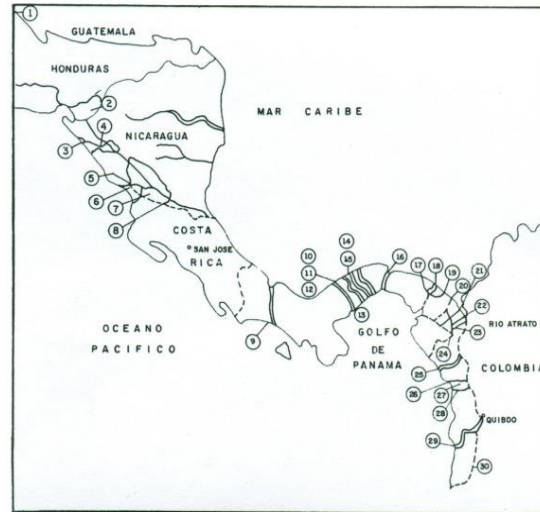 1
GUATEMALA
HONDURAS
2
MAR CARIBE
NICARAGUA
3
4
5
6
7
8
COSTA
RICA
SAN JOSE
9
10
11
12
13
14
15
16
17
18
19
20
21
22
23
RIO ATRATO
GOLFO
DE
PANAMA
24
25
OCEANO
PACIFICO
COLOMBIA
26
27
28
QUIBDO
29
30